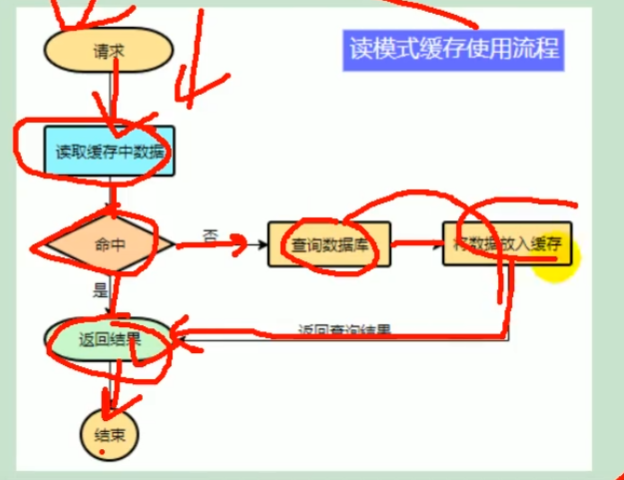 读模式缓存使用流程
请求
读取缓存中数据
命中
否
查询数据库
将数据放入缓存
是
返回结果
返回查询结果
结束